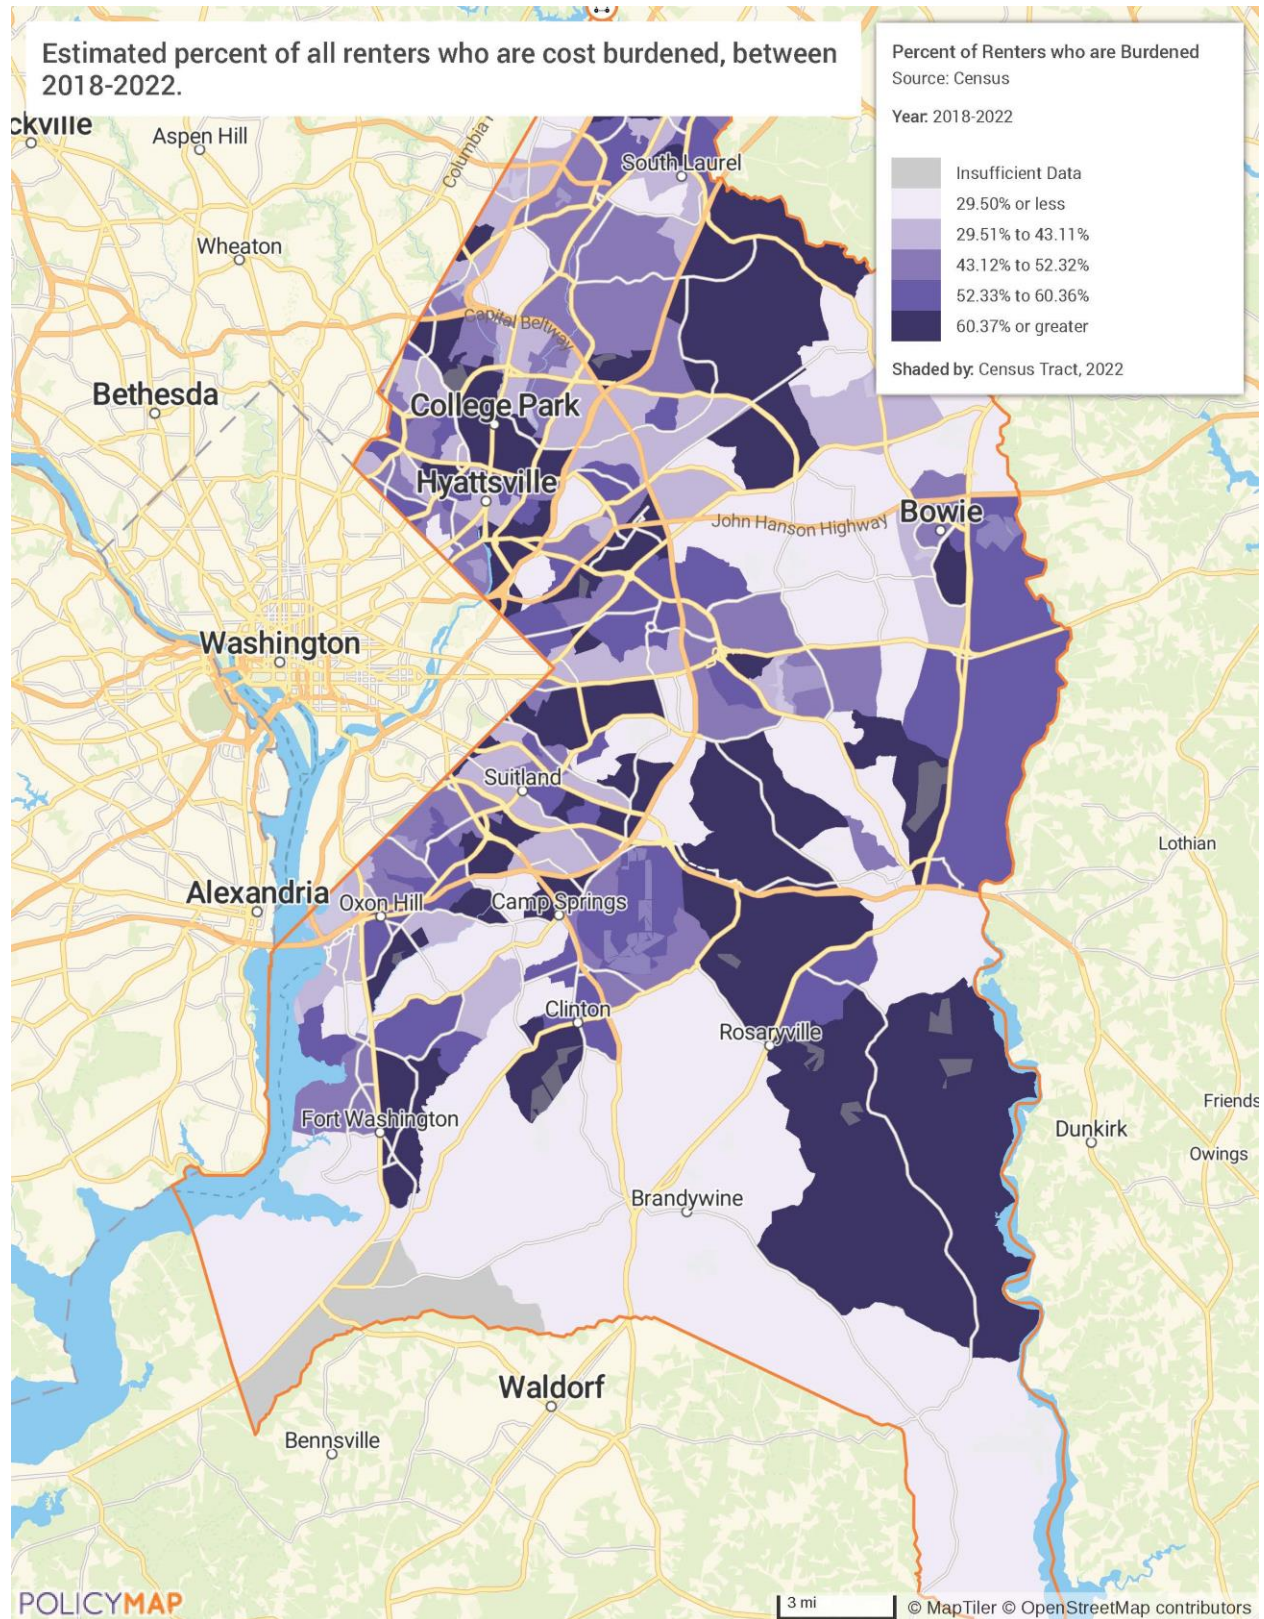 Estimated percent of all renters who are cost burdened, between
2018-2022.
Percent of Renters who are Burdened
Source: Census
Year: 2018-2022
Insufficient Data
29.50% or less
29.51% to 43.11%
43.12% to 52.32%
52.33% to 60.36%
60.37% or greater
Shaded by: Census Tract, 2022
ckville
Aspen Hill
Columbia
South Laurel
Wheaton
Capital Beltway
Bethesda
College Park
Hyattsville
Bowie
John Hanson Highway
Washington
Suitland
Lothian
Alexandria
Oxon Hill
Camp Springs
Clinton
Rosaryville
Fort Washington
Dunkirk
Friends
Owings
Brandywine
Waldorf
Bennsville
POLICYMAP
3 mi
© MapTiler © OpenStreetMap contributors